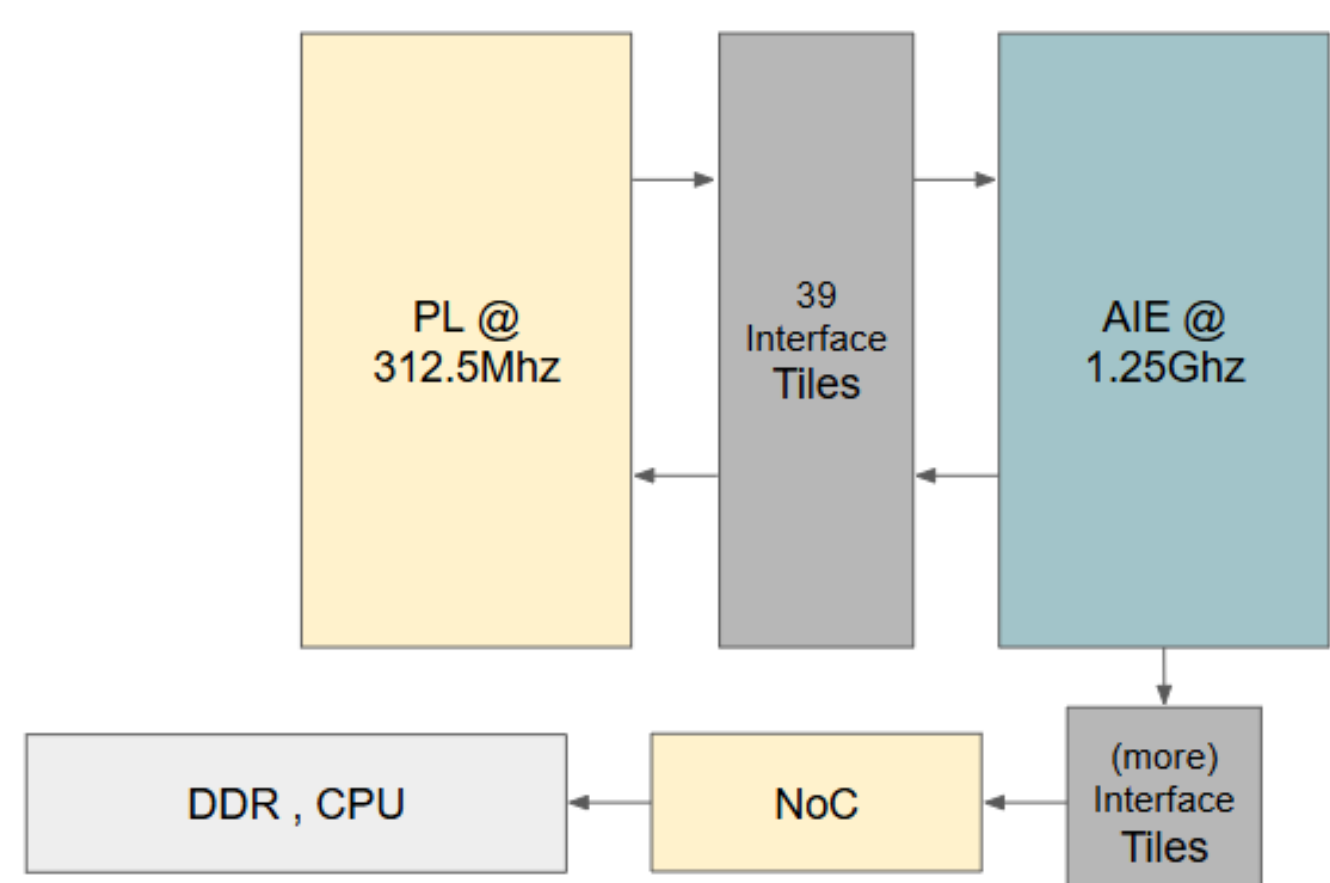 PL @
312.5Mhz
39
Interface
Tiles
AIE @
1.25Ghz
DDR , CPU
NoC
(more)
Interface
Tiles